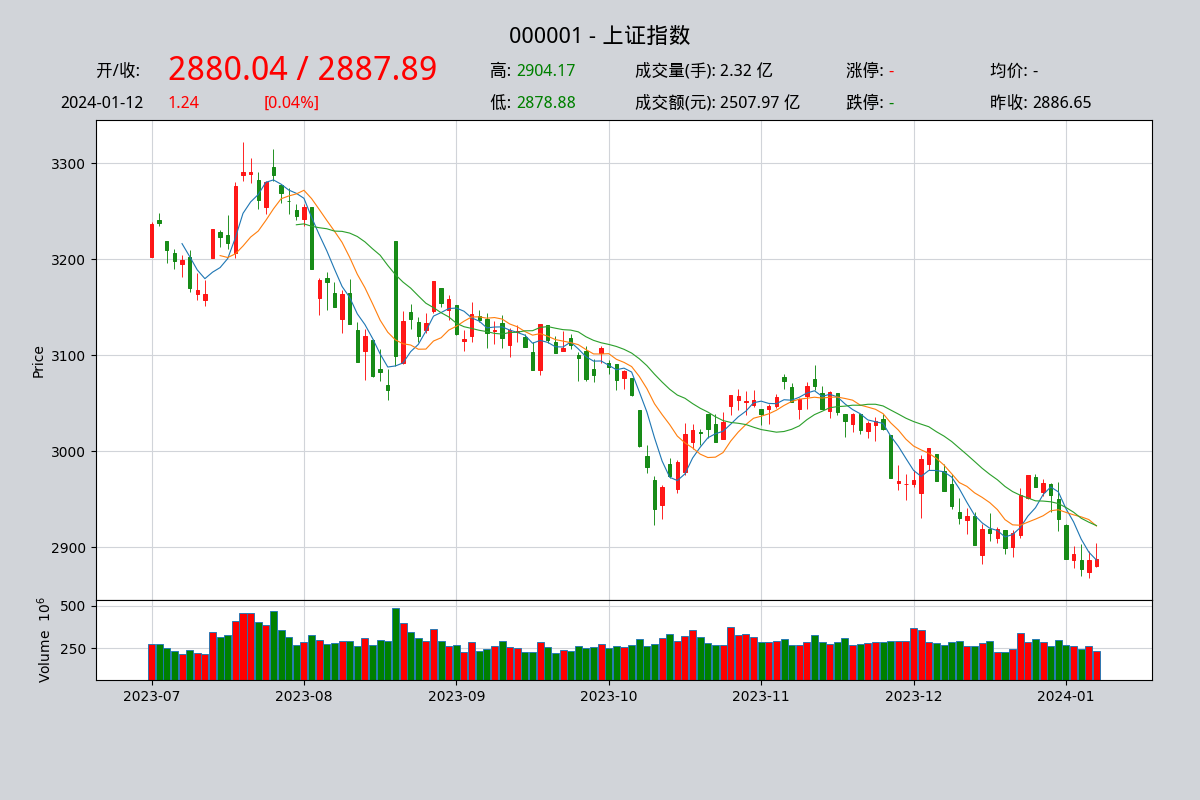 000001 - 上证指数
开/收: 2880.04 / 2887.89 高: 2904.17 成交量(手): 2.32 亿 涨停: - 均价: -
2024-01-12 1.24 [0.04%] 低: 2878.88 成交额(元): 2507.97 亿 跌停: - 昨收: 2886.65
3300
3200
3100
3000
2900
Price
500
250
Volume 10^6
2023-07 2023-08 2023-09 2023-10 2023-11 2023-12 2024-01